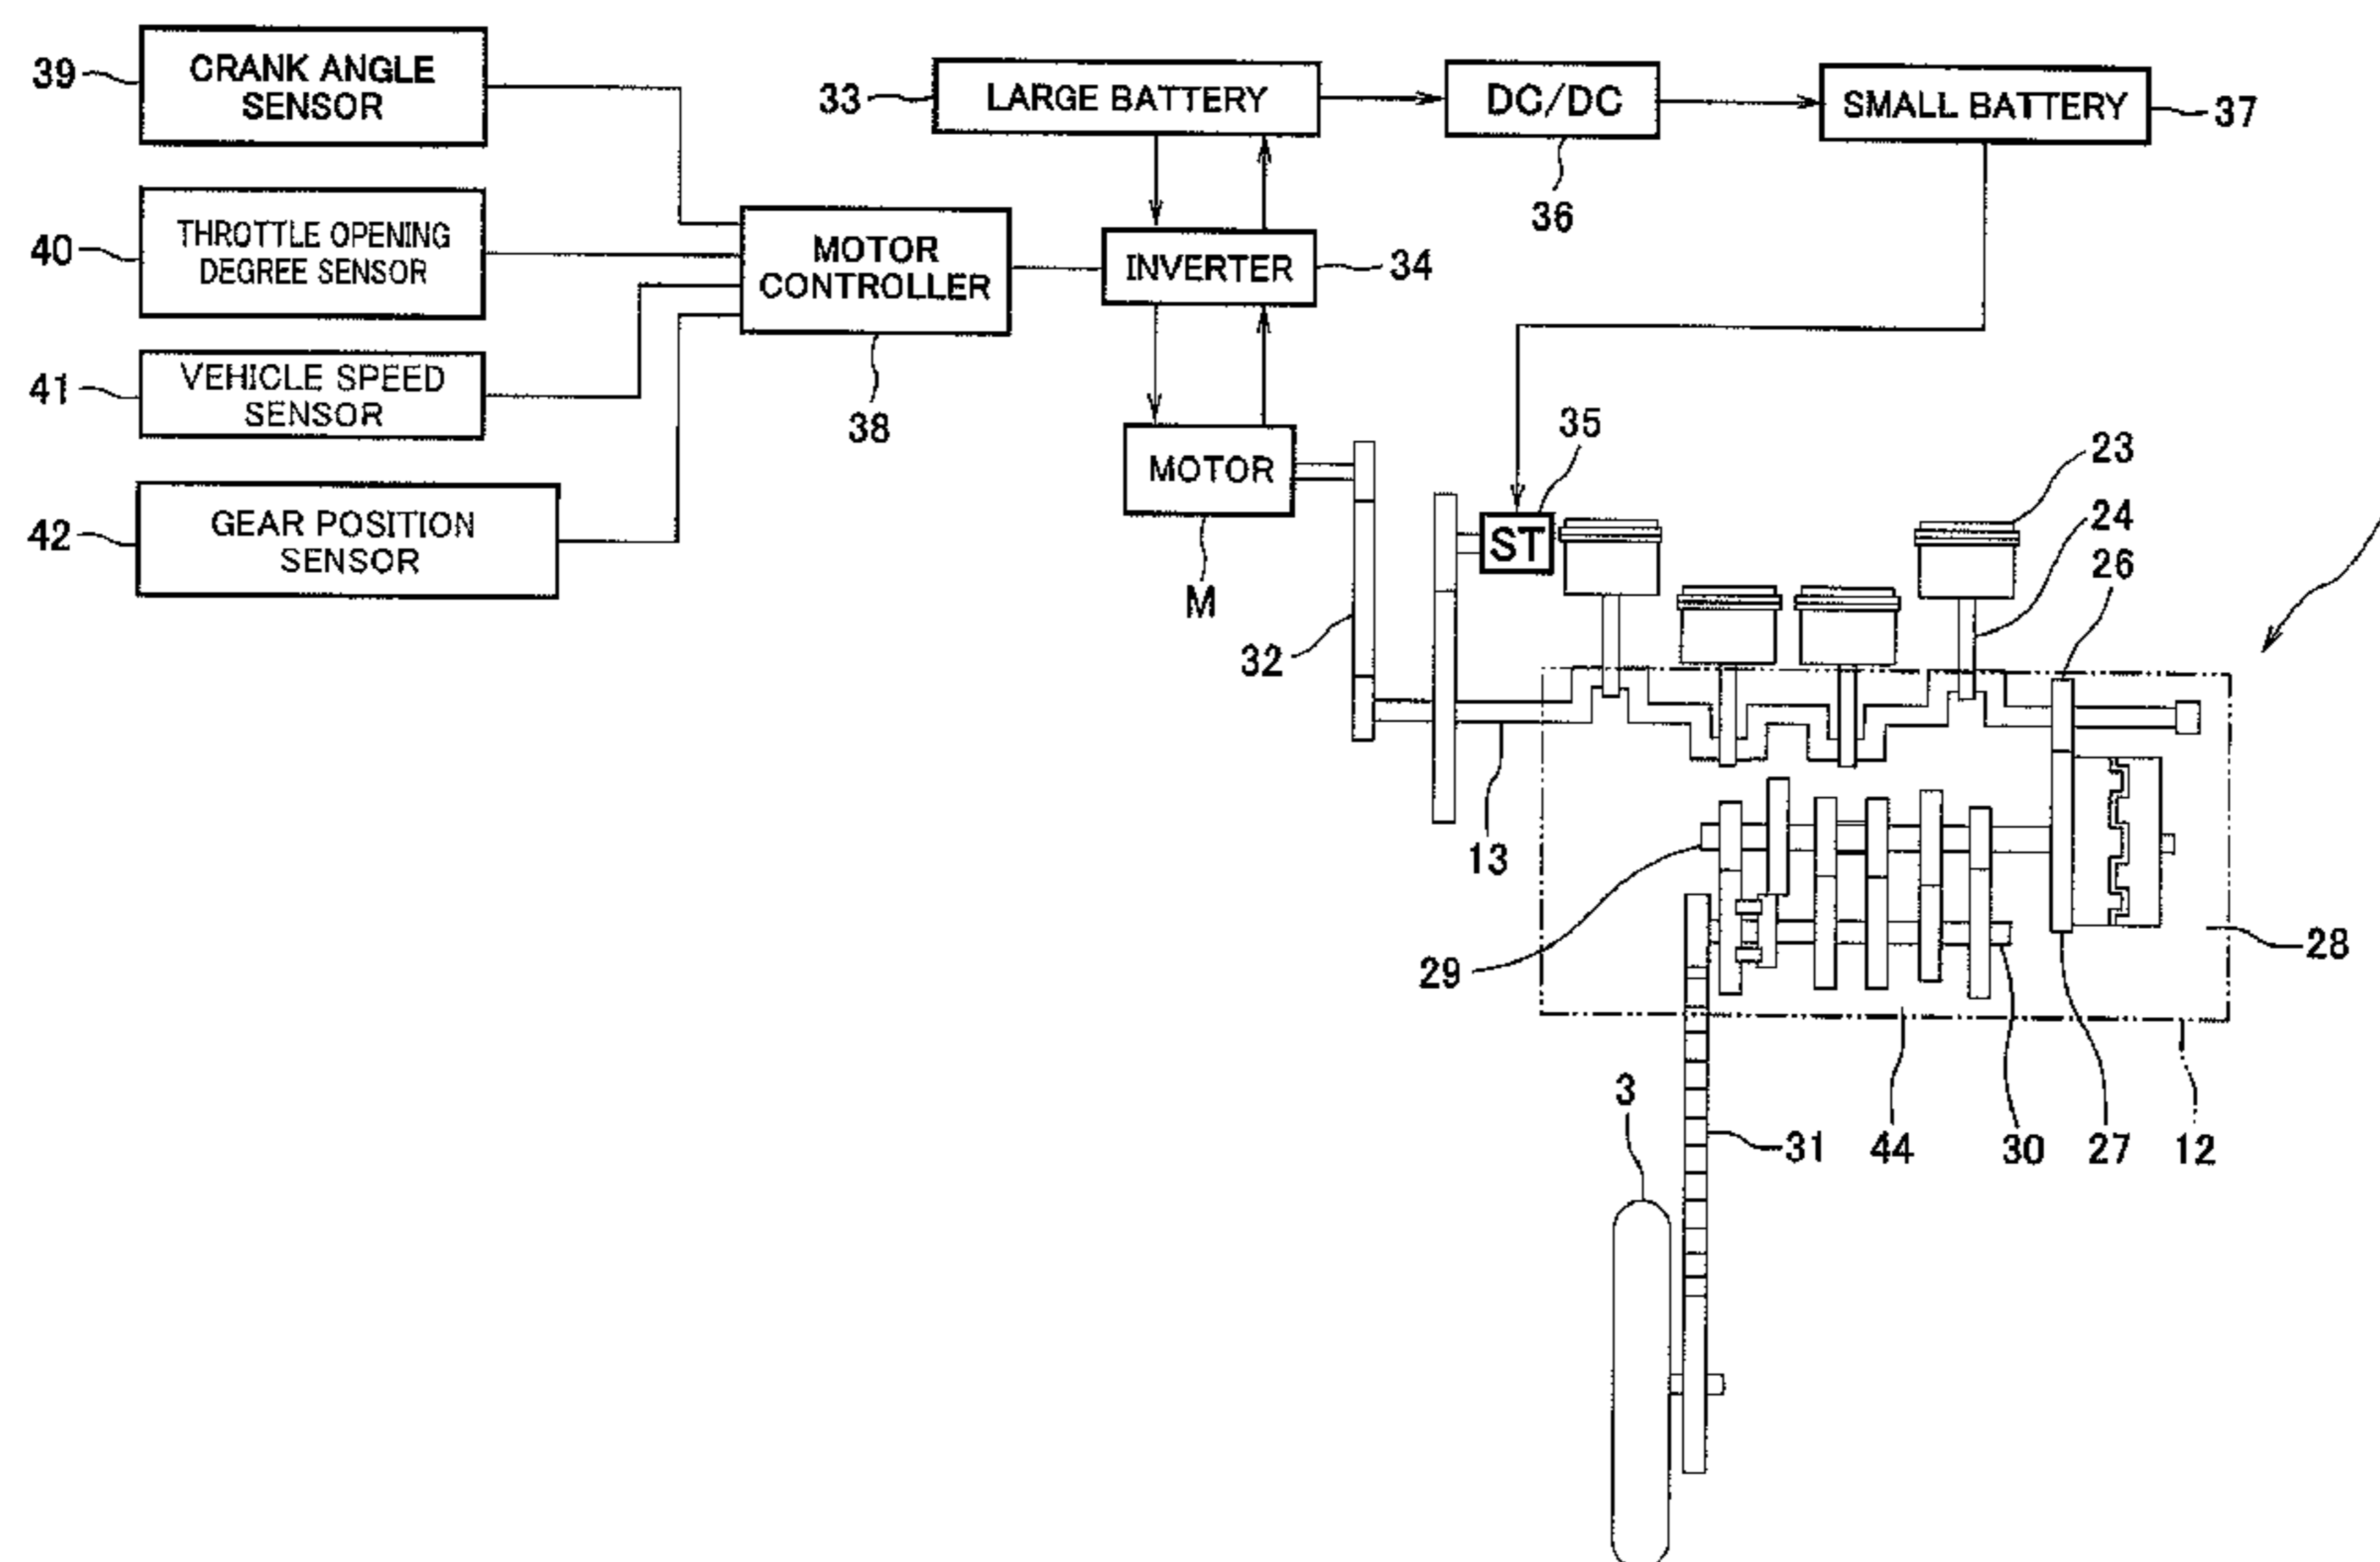 39
CRANK ANGLE
SENSOR
33
LARGE BATTERY
DC/DC
SMALL BATTERY
37
36
40
THROTTLE OPENING
DEGREE SENSOR
MOTOR
CONTROLLER
INVERTER
34
41
VEHICLE SPEED
SENSOR
38
35
MOTOR
23
24
26
42
GEAR POSITION
SENSOR
ST
M
32
13
29
28
3
31
44
30
27
12